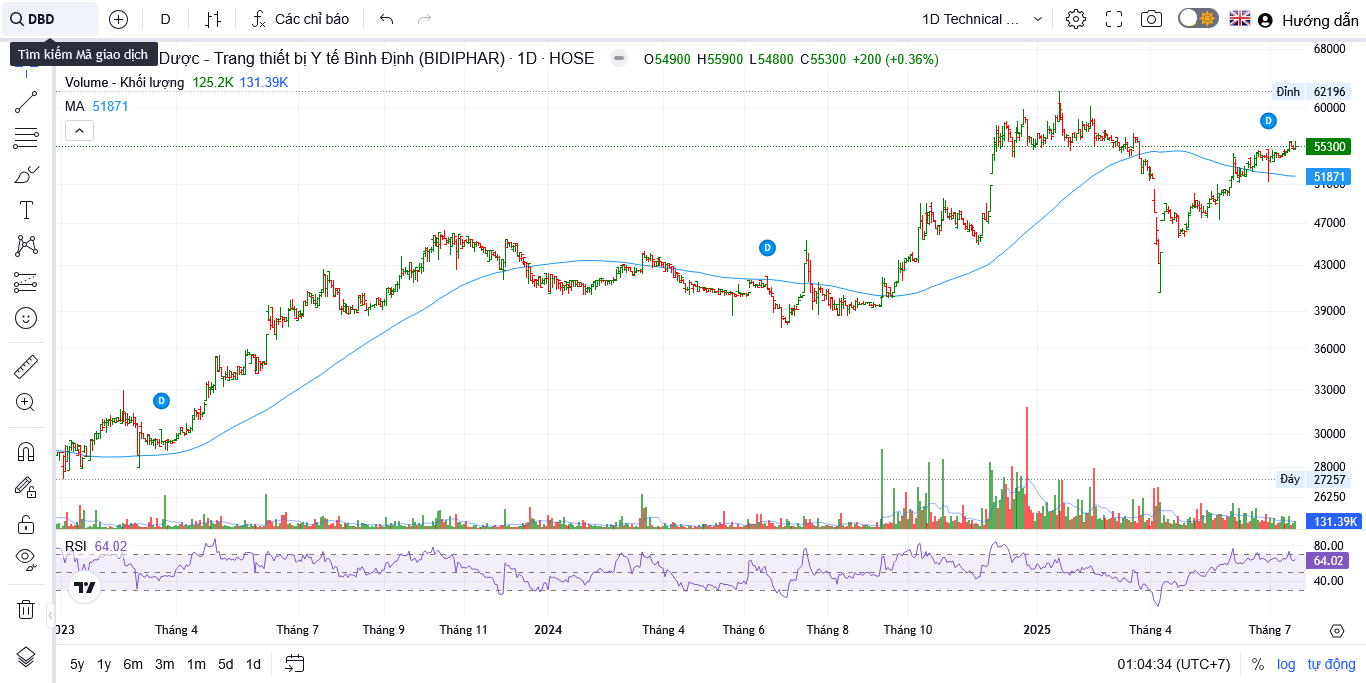 DBD D Các chỉ báo 1D Technical ... Hướng dẫn
Tìm kiếm Mã giao dịch
Dược - Trang thiết bị Y tế Bình Định (BIDIPHAR) · 1D · HOSE O54900 H55900 L54800 C55300 +200 (+0.36%)
Volume - Khối lượng 125.2K 131.39K
MA 51871
68000
Đỉnh 62196
60000
D
55300
51871
47000
D
43000
39000
36000
33000
D
30000
28000
Đáy 27257
26250
131.39K
RSI 64.02
80.00
64.02
40.00
023 Tháng 4 Tháng 7 Tháng 9 Tháng 11 2024 Tháng 4 Tháng 6 Tháng 8 Tháng 10 2025 Tháng 4 Tháng 7
5y 1y 6m 3m 1m 5d 1d 01:04:34 (UTC+7) % log tự động